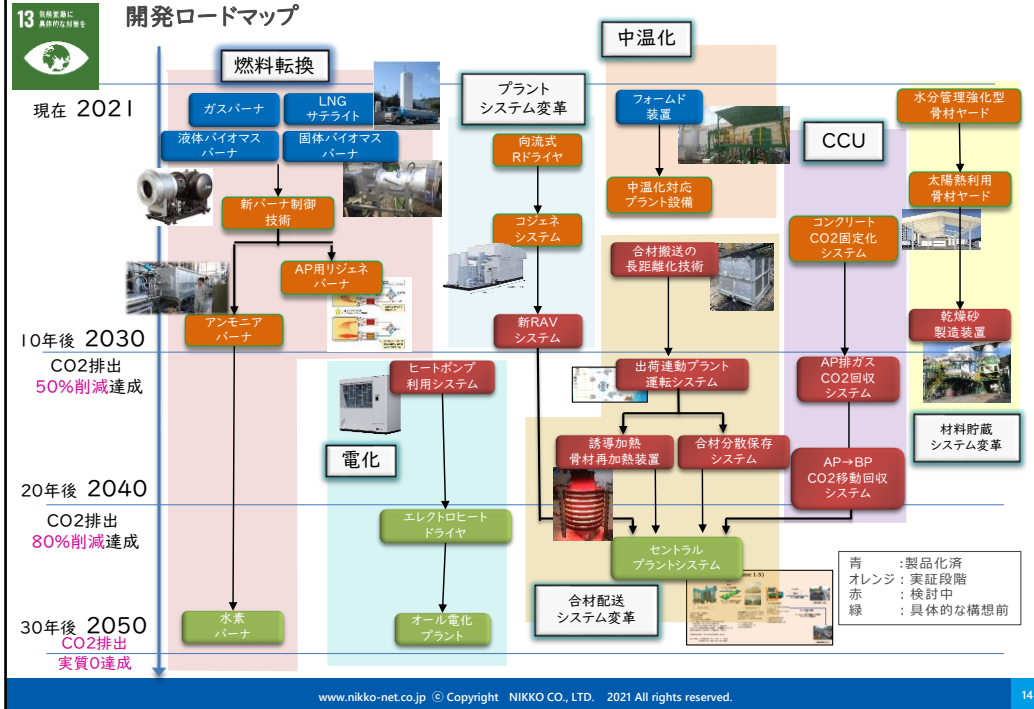 13 気候変動に
具体的な対策を
開発ロードマップ
中温化
燃料転換
プラント
システム変革
現在 2021
ガスバーナ
LNG
サテライト
フォームド
装置
水分管理強化型
骨材ヤード
液体バイオマス
バーナ
固体バイオマス
バーナ
向流式
Rドライヤ
CCU
中温化対応
プラント設備
太陽熱利用
骨材ヤード
新バーナ制御
技術
コジェネ
システム
コンクリート
CO2固定化
システム
合材搬送の
長距離化技術
AP用リジェネ
バーナ
アンモニア
バーナ
新RAV
システム
乾燥砂
製造装置
10年後 2030
CO2排出
50%削減達成
ヒートポンプ
利用システム
出荷連動プラント
運転システム
AP排ガス
CO2回収
システム
材料貯蔵
システム変革
電化
誘導加熱
骨材再加熱装置
合材分散保存
システム
AP→BP
CO2移動回収
システム
20年後 2040
CO2排出
80%削減達成
エレクトロヒート
ドライヤ
セントラル
プラントシステム
青 :製品化済
オレンジ:実証段階
赤 :検討中
緑 :具体的な構想前
合材配送
システム変革
水素
バーナ
オール電化
プラント
30年後 2050
CO2排出
実質0達成
www.nikko-net.co.jp © Copyright NIKKO CO., LTD. 2021 All rights reserved.
14